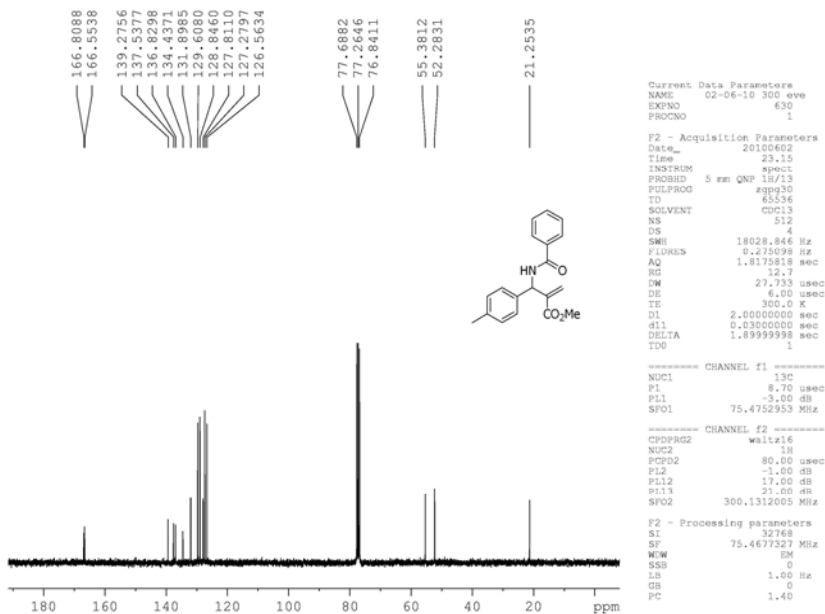 166.8088
166.5538
139.2756
137.5377
136.8298
134.4371
131.8985
129.6080
128.8460
127.8110
127.2797
126.5634
77.6882
77.2646
76.8411
55.3812
52.2831
21.2535
HN
O
CO2Me
180 160 140 120 100 80 60 40 20 ppm
Current Data Parameters
NAME 02-06-10 300 eve
EXPNO 630
PROCNO 1
F2 - Acquisition Parameters
Date_ 20100602
Time 23.15
INSTRUM spect
PROBHD 5 mm QNP 1H/13
PULPROG zgpg30
TD 65536
SOLVENT CDCl3
NS 512
DS 4
SWH 18028.846 Hz
FIDRES 0.275098 Hz
AQ 1.8175818 sec
RG 12.7
DW 27.733 usec
DE 6.00 usec
TE 300.0 K
D1 2.00000000 sec
d11 0.03000000 sec
DELTA 1.89999998 sec
TD0 1
======== CHANNEL f1 ========
NUC1 13C
P1 8.70 usec
PL1 -3.00 dB
SFO1 75.4752953 MHz
======== CHANNEL f2 ========
CPDPRG2 waltz16
NUC2 1H
PCPD2 80.00 usec
PL2 -1.00 dB
PL12 17.00 dB
PL13 21.00 dB
SFO2 300.1312005 MHz
F2 - Processing parameters
SI 32768
SF 75.4677327 MHz
WDW EM
SSB 0
LB 1.00 Hz
GB 0
PC 1.40